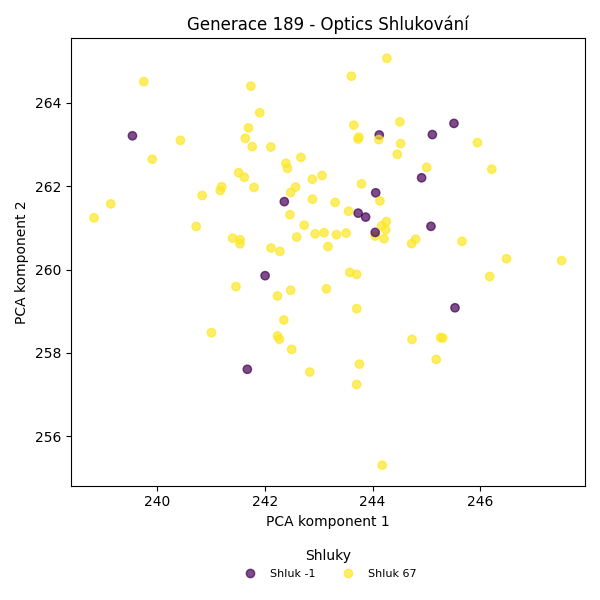 Generace 189 - Optics Shlukování
264
262
260
258
256
PCA komponent 2
240 242 244 246
PCA komponent 1
Shluky
Shluk -1 Shluk 67